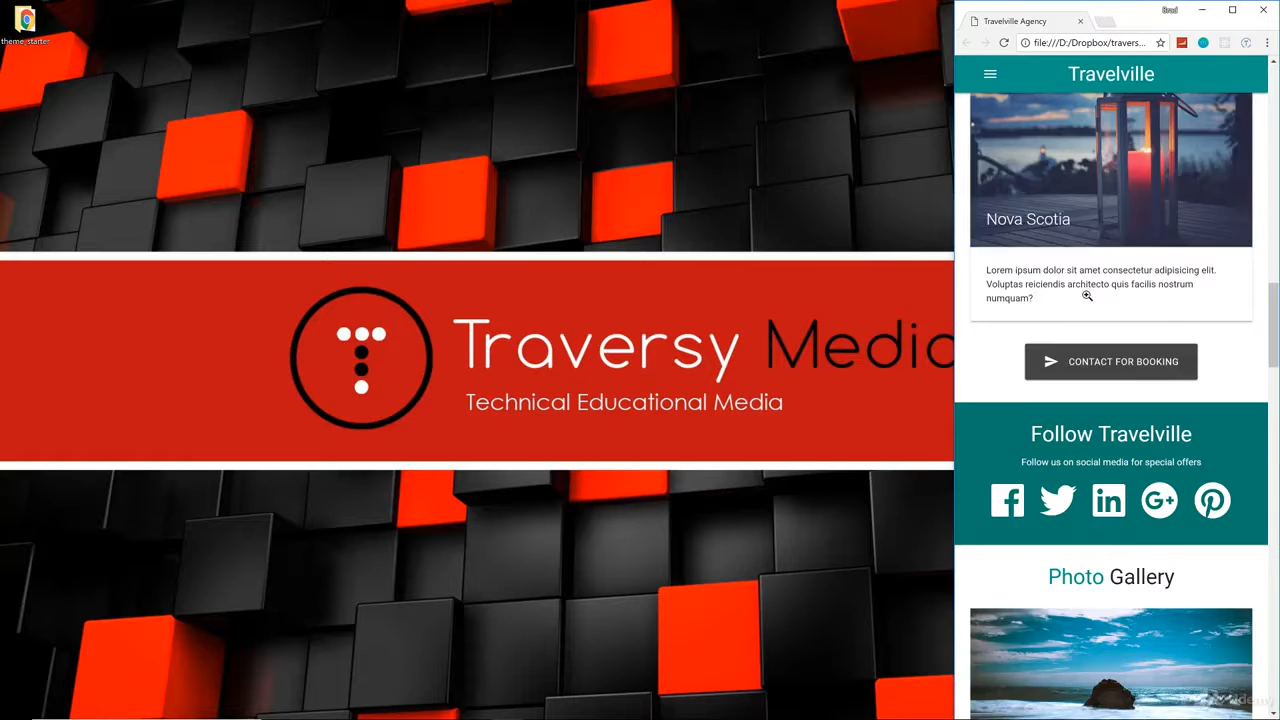 theme_starter
Traversy Media
Technical Educational Media
Brad
Travelville Agency
file:///D:/Dropbox/travers...
Travelville
Nova Scotia
Lorem ipsum dolor sit amet consectetur adipisicing elit.
Voluptas reiciendis architecto quis facilis nostrum
numquam?
CONTACT FOR BOOKING
Follow Travelville
Follow us on social media for special offers
Photo Gallery